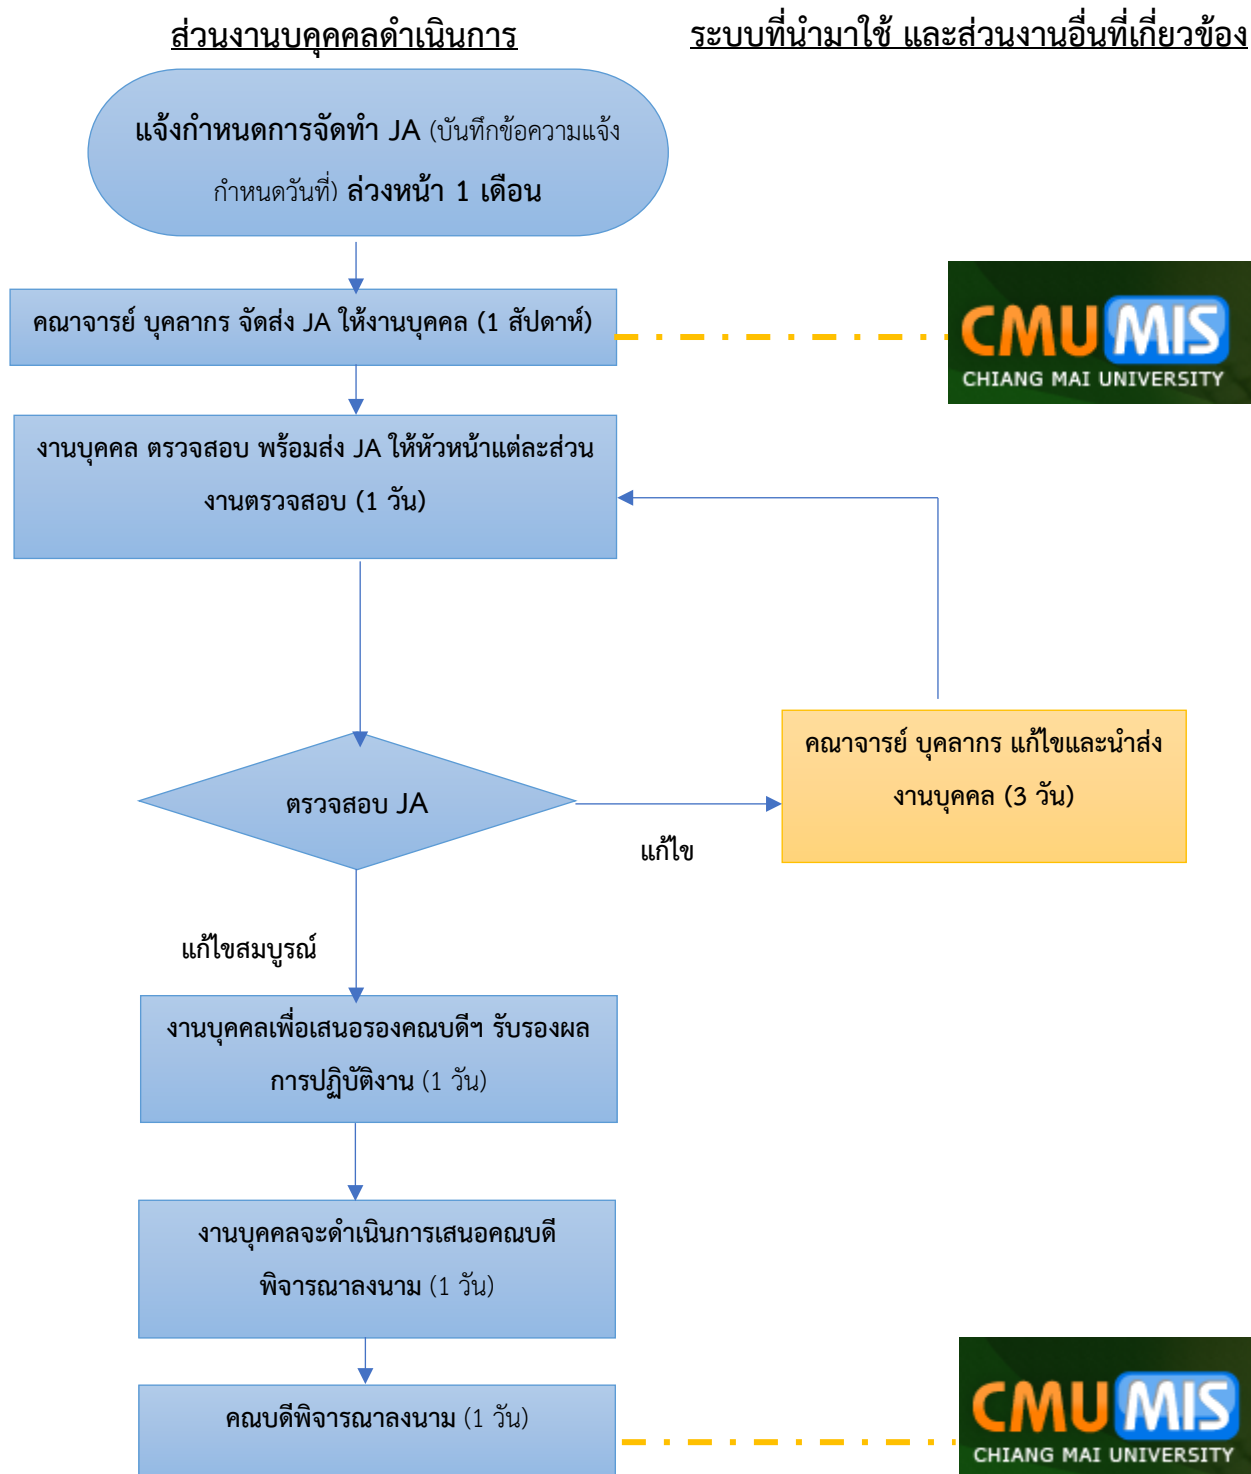 ส่วนงานบคุคคลดำเนินการ
ระบบที่นำมาใช้ และส่วนงานอื่นที่เกี่ยวข้อง
แจ้งกำหนดการจัดทำ JA (บันทึกข้อความแจ้ง
กำหนดวันที่) ล่วงหน้า 1 เดือน
คณาจารย์ บุคลากร จัดส่ง JA ให้งานบุคคล (1 สัปดาห์)
CMU MIS
CHIANG MAI UNIVERSITY
งานบุคคล ตรวจสอบ พร้อมส่ง JA ให้หัวหน้าแต่ละส่วน
งานตรวจสอบ (1 วัน)
คณาจารย์ บุคลากร แก้ไขและนำส่ง
งานบุคคล (3 วัน)
ตรวจสอบ JA
แก้ไข
แก้ไขสมบูรณ์
งานบุคคลเพื่อเสนอรองคณบดีฯ รับรองผล
การปฏิบัติงาน (1 วัน)
งานบุคคลจะดำเนินการเสนอคณบดี
พิจารณาลงนาม (1 วัน)
คณบดีพิจารณาลงนาม (1 วัน)
CMU MIS
CHIANG MAI UNIVERSITY